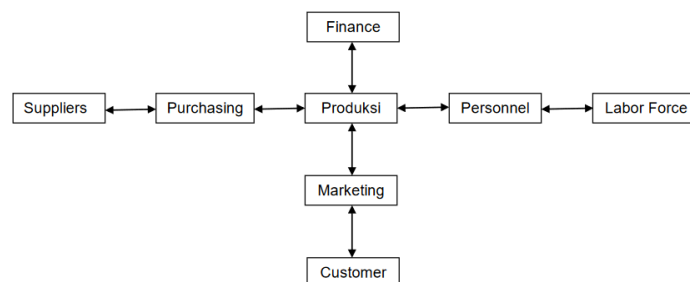 Finance
Suppliers
Purchasing
Produksi
Personnel
Labor Force
Marketing
Customer